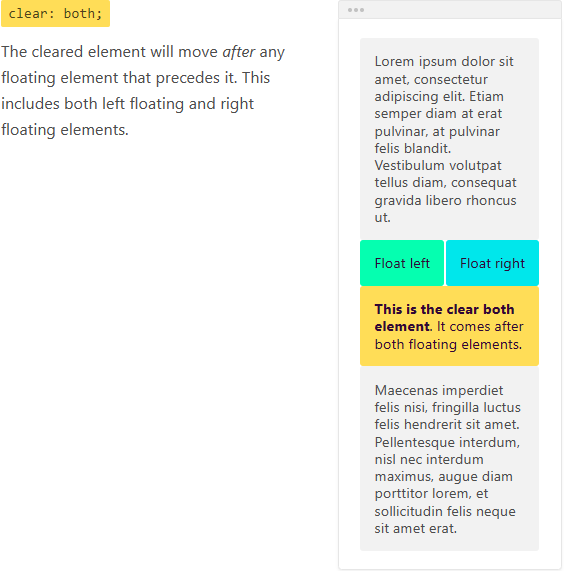 clear: both;
The cleared element will move after any
floating element that precedes it. This
includes both left floating and right
floating elements.
Lorem ipsum dolor sit
amet, consectetur
adipiscing elit. Etiam
semper diam at erat
pulvinar, at pulvinar
felis blandit.
Vestibulum volutpat
tellus diam, consequat
gravida libero rhoncus
ut.
Float left
Float right
This is the clear both
element. It comes after
both floating elements.
Maecenas imperdiet
felis nisi, fringilla luctus
felis hendrerit sit amet.
Pellentesque interdum,
nisl nec interdum
maximus, augue diam
porttitor lorem, et
sollicitudin felis neque
sit amet erat.